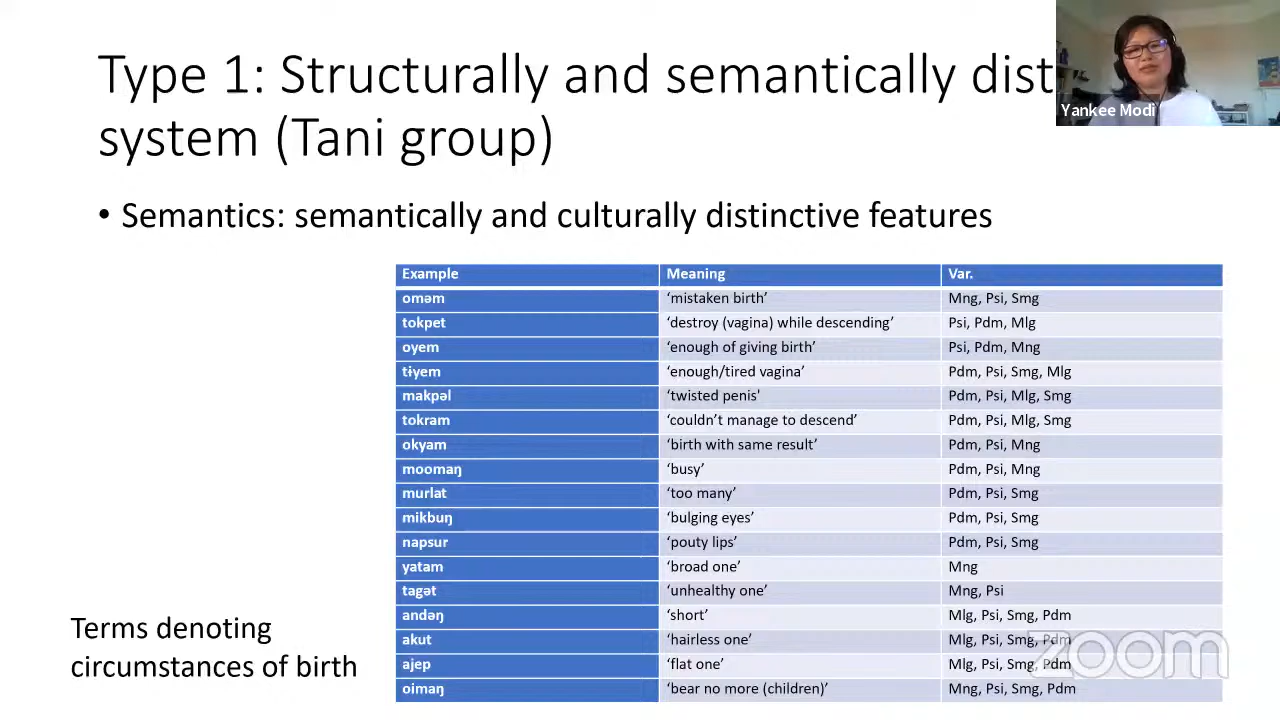 Type 1: Structurally and semantically dist
system (Tani group)
Yankee Modi
• Semantics: semantically and culturally distinctive features
Example Meaning Var.
oməm ‘mistaken birth’ Mng, Psi, Smg
tokpet ‘destroy (vagina) while descending’ Psi, Pdm, Mlg
oyem ‘enough of giving birth’ Psi, Pdm, Mng
tɨyem ‘enough/tired vagina’ Pdm, Psi, Smg, Mlg
makpəl ‘twisted penis' Pdm, Psi, Mlg, Smg
tokram ‘couldn’t manage to descend’ Pdm, Psi, Mlg, Smg
okyam ‘birth with same result’ Pdm, Psi, Mng
moomaŋ ‘busy’ Pdm, Psi, Mng
murlat ‘too many’ Pdm, Psi, Smg
mikbuŋ ‘bulging eyes’ Pdm, Psi, Smg
napsur ‘pouty lips’ Pdm, Psi, Smg
yatam ‘broad one’ Mng
tagət ‘unhealthy one’ Mng, Psi
andəŋ ‘short’ Mlg, Psi, Smg, Pdm
akut ‘hairless one’ Mlg, Psi, Smg, Pdm
ajep ‘flat one’ Mlg, Psi, Smg, Pdm
oimaŋ ‘bear no more (children)’ Mng, Psi, Smg, Pdm
Terms denoting
circumstances of birth
zoom